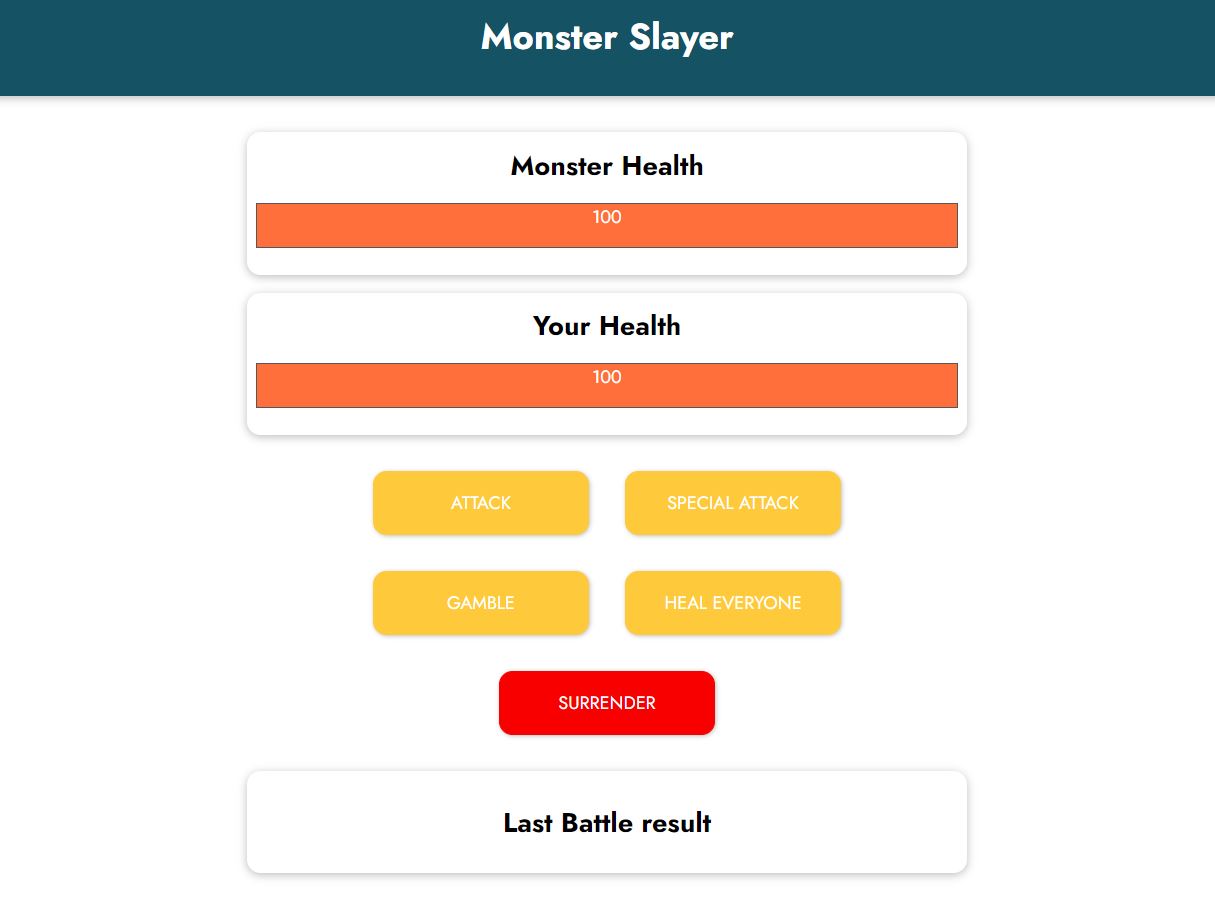 Monster Slayer
Monster Health
100
Your Health
100
ATTACK
SPECIAL ATTACK
GAMBLE
HEAL EVERYONE
SURRENDER
Last Battle result